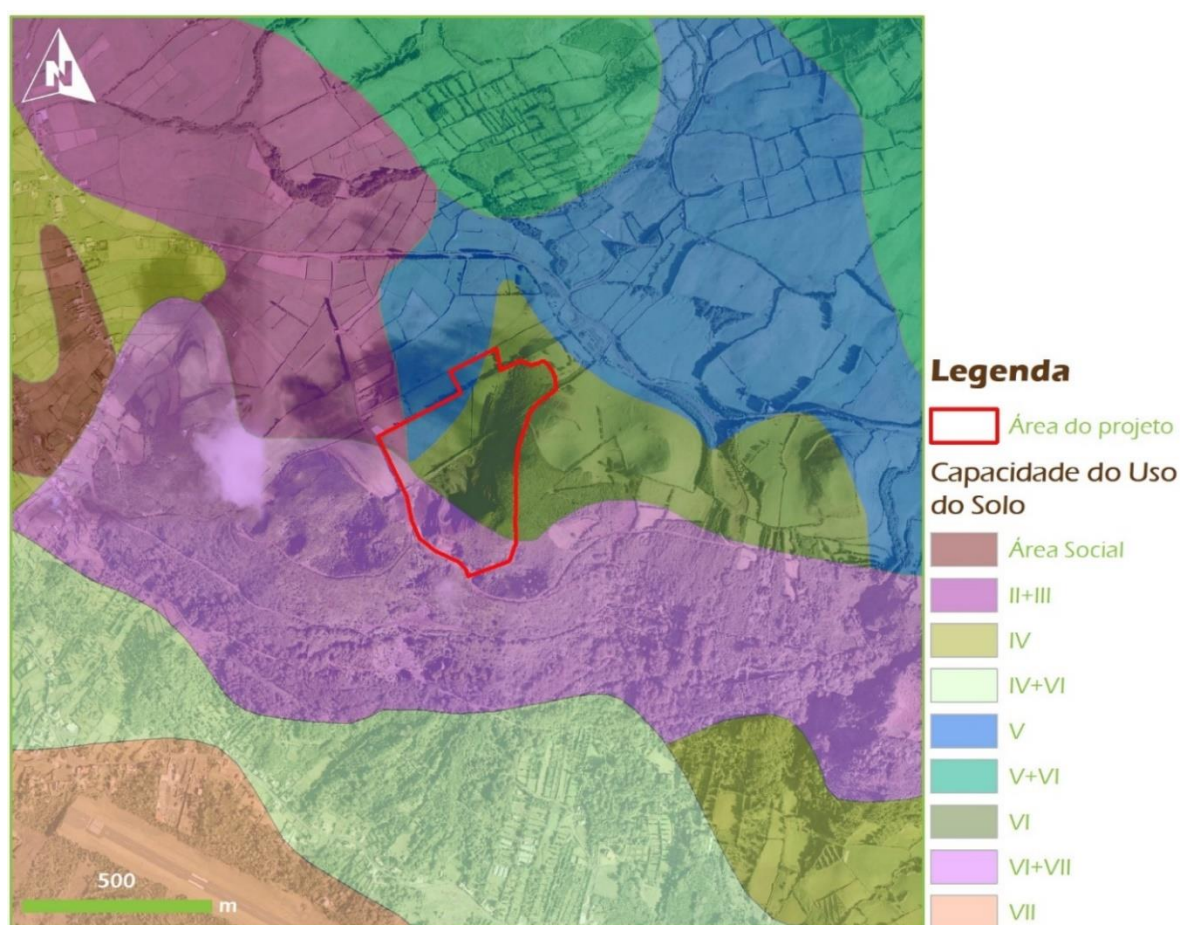 N
500
m
Legenda
Área do projeto
Capacidade do Uso
do Solo
Área Social
II+III
IV
IV+VI
V
V+VI
VI
VI+VII
VII